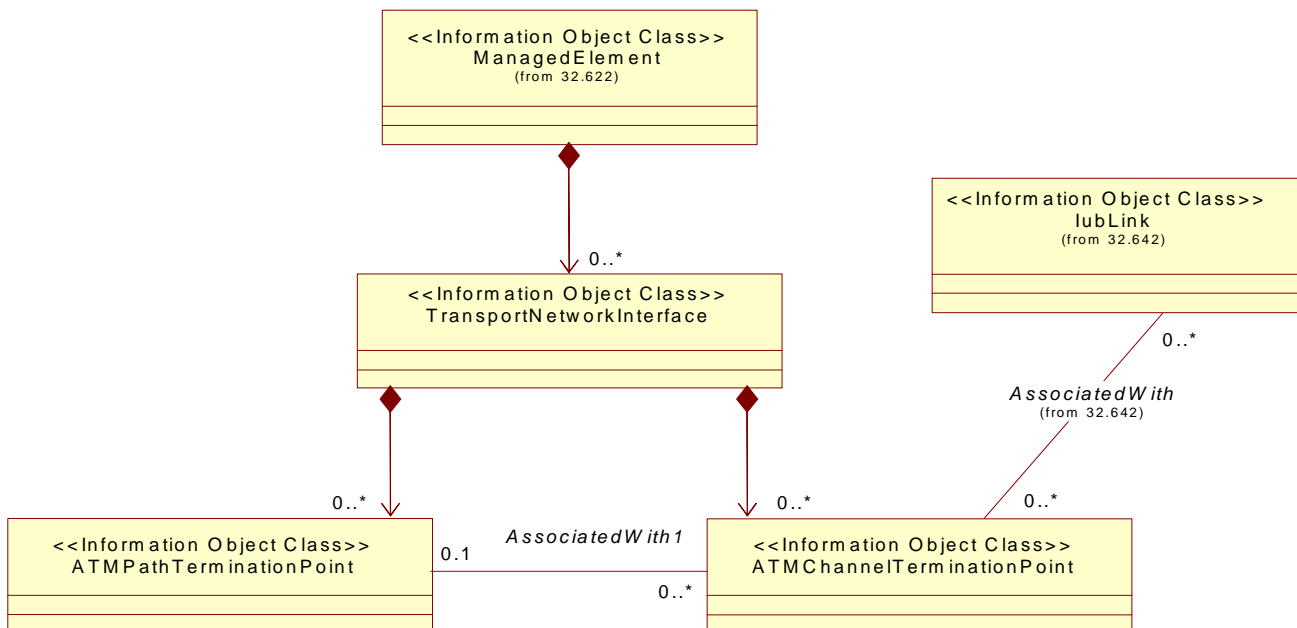 <<Information Object Class>>
ManagedElement
(from 32.622)
<<Information Object Class>>
IubLink
(from 32.642)
0..*
<<Information Object Class>>
TransportNetworkInterface
0..*
AssociatedWith
(from 32.642)
0..*
0..*
0..*
<<Information Object Class>>
ATMPathTerminationPoint
AssociatedWith1
0.1
0..*
<<Information Object Class>>
ATMChannelTerminationPoint